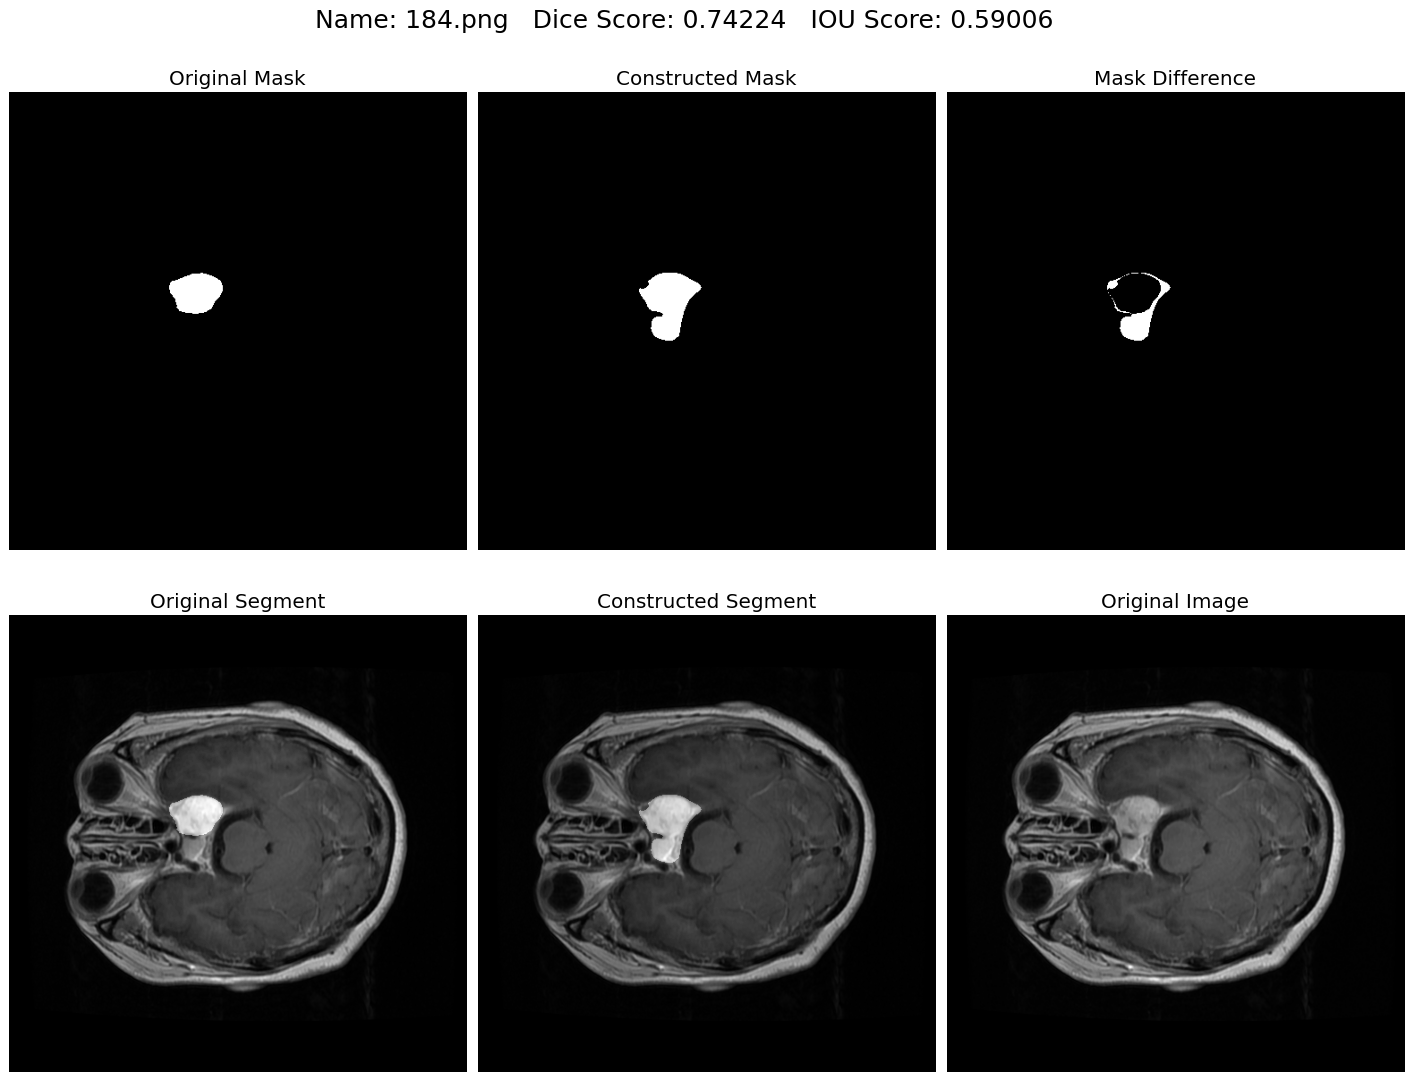 Name: 184.png   Dice Score: 0.74224   IOU Score: 0.59006
Original Mask
Constructed Mask
Mask Difference
Original Segment
Constructed Segment
Original Image